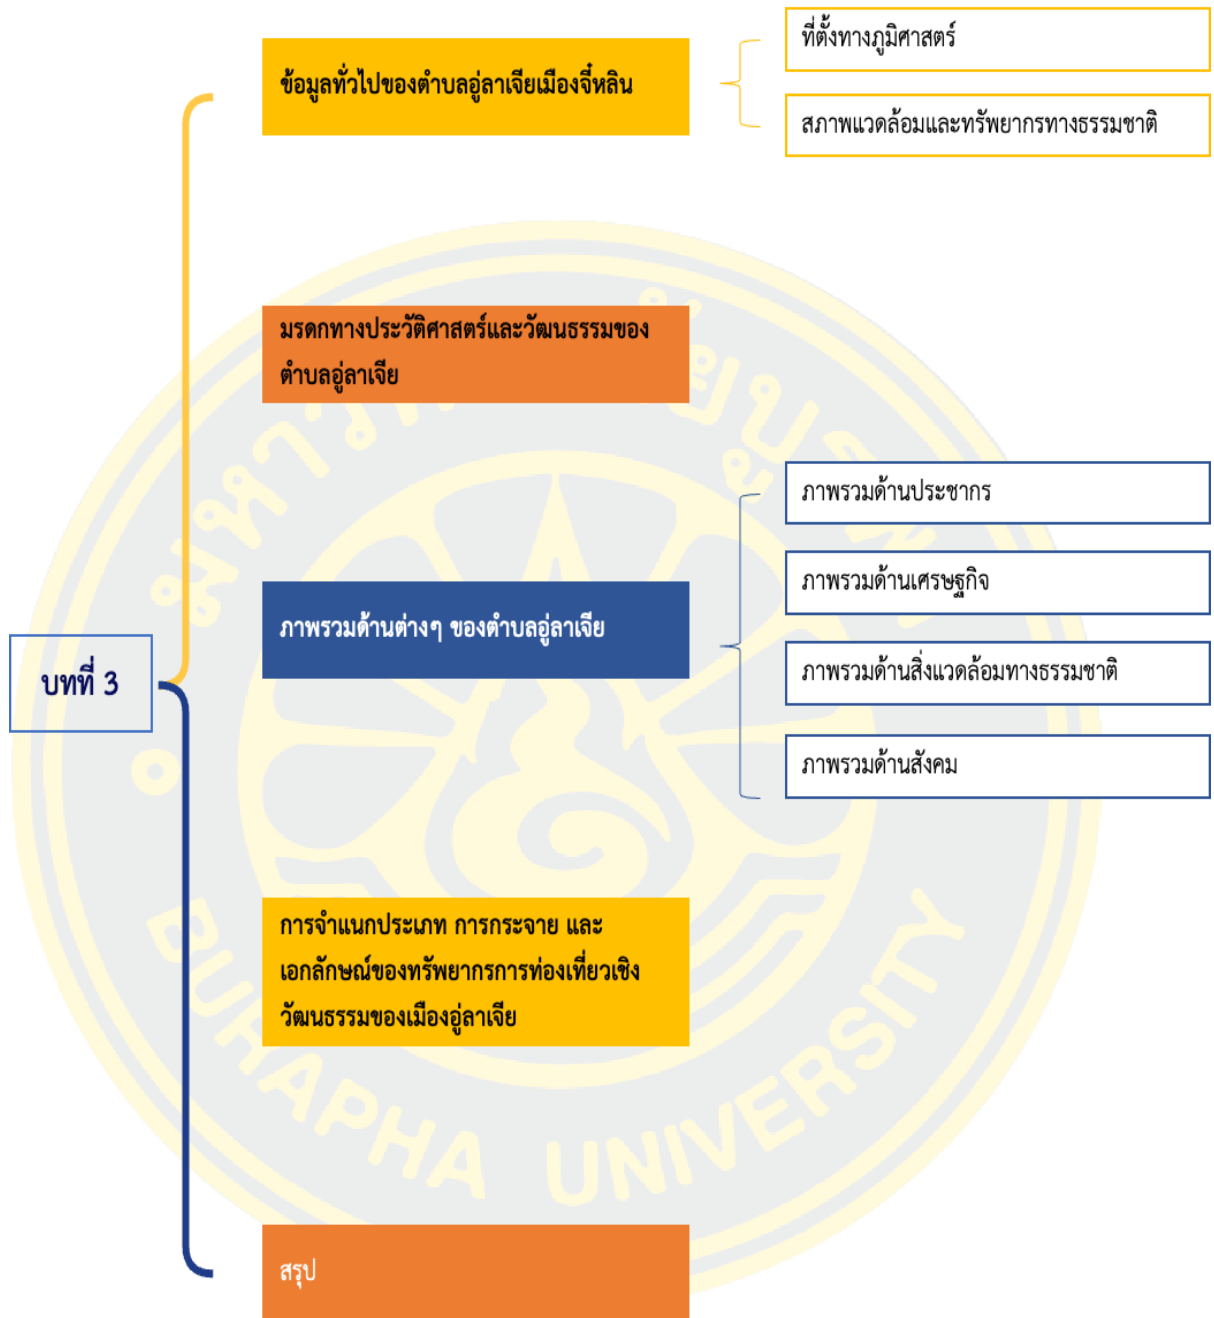 ข้อมูลทั่วไปของตำบลอู่ลาเจียเมืองจี๋หลิน
ที่ตั้งทางภูมิศาสตร์
สภาพแวดล้อมและทรัพยากรทางธรรมชาติ
มรดกทางประวัติศาสตร์และวัฒนธรรมของ
ตำบลอู่ลาเจีย
ภาพรวมด้านต่างๆ ของตำบลอู่ลาเจีย
ภาพรวมด้านประชากร
ภาพรวมด้านเศรษฐกิจ
ภาพรวมด้านสิ่งแวดล้อมทางธรรมชาติ
ภาพรวมด้านสังคม
บทที่ 3
การจำแนกประเภท การกระจาย และ
เอกลักษณ์ของทรัพยากรการท่องเที่ยวเชิง
วัฒนธรรมของเมืองอู่ลาเจีย
สรุป
BURAPHA UNIVERSITY